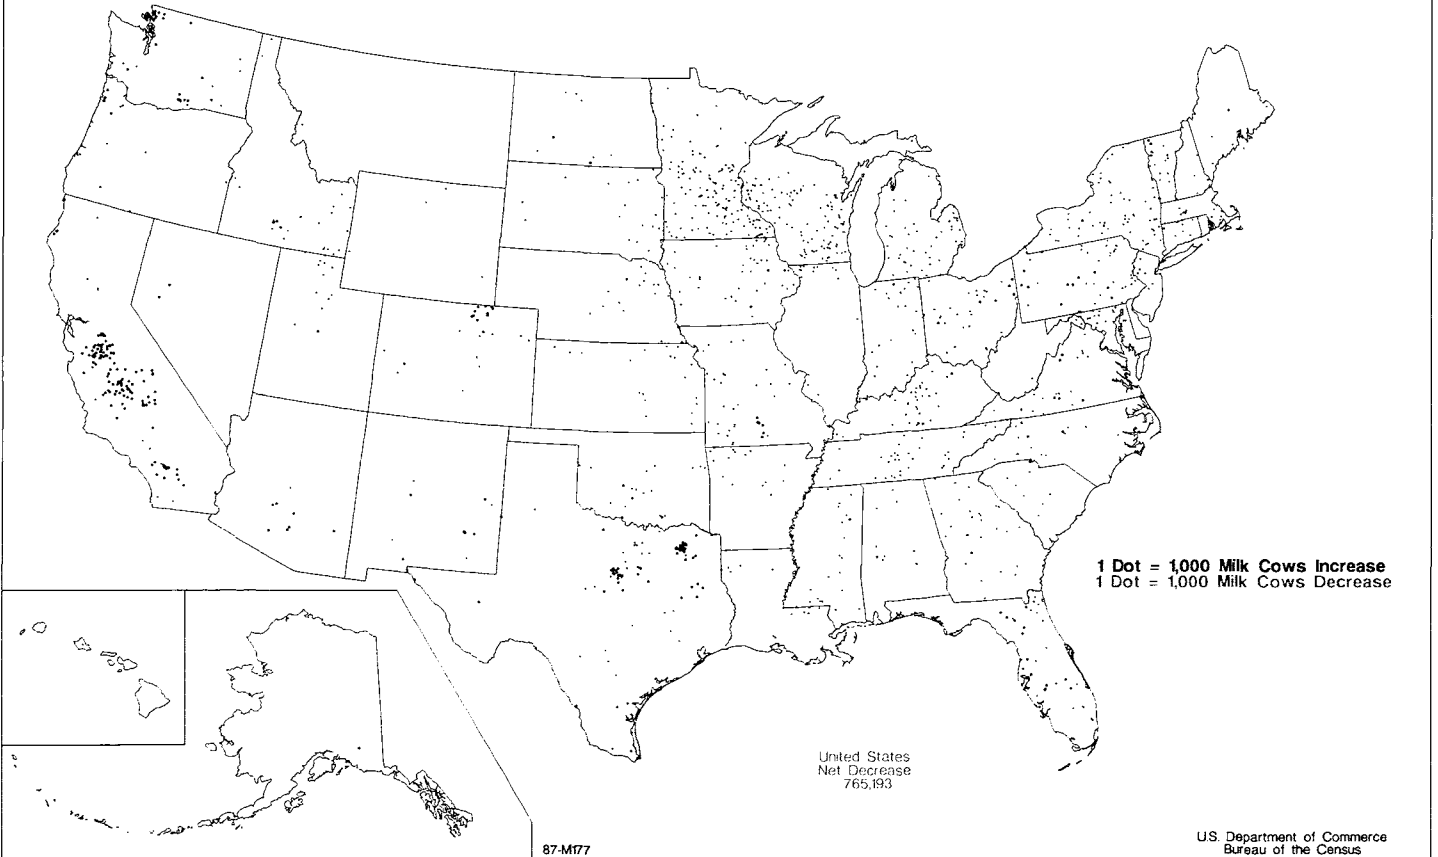 1 Dot = 1,000 Milk Cows Increase
1 Dot = 1,000 Milk Cows Decrease
United States
Net Decrease
765,193
87-M177
U.S. Department of Commerce
Bureau of the Census